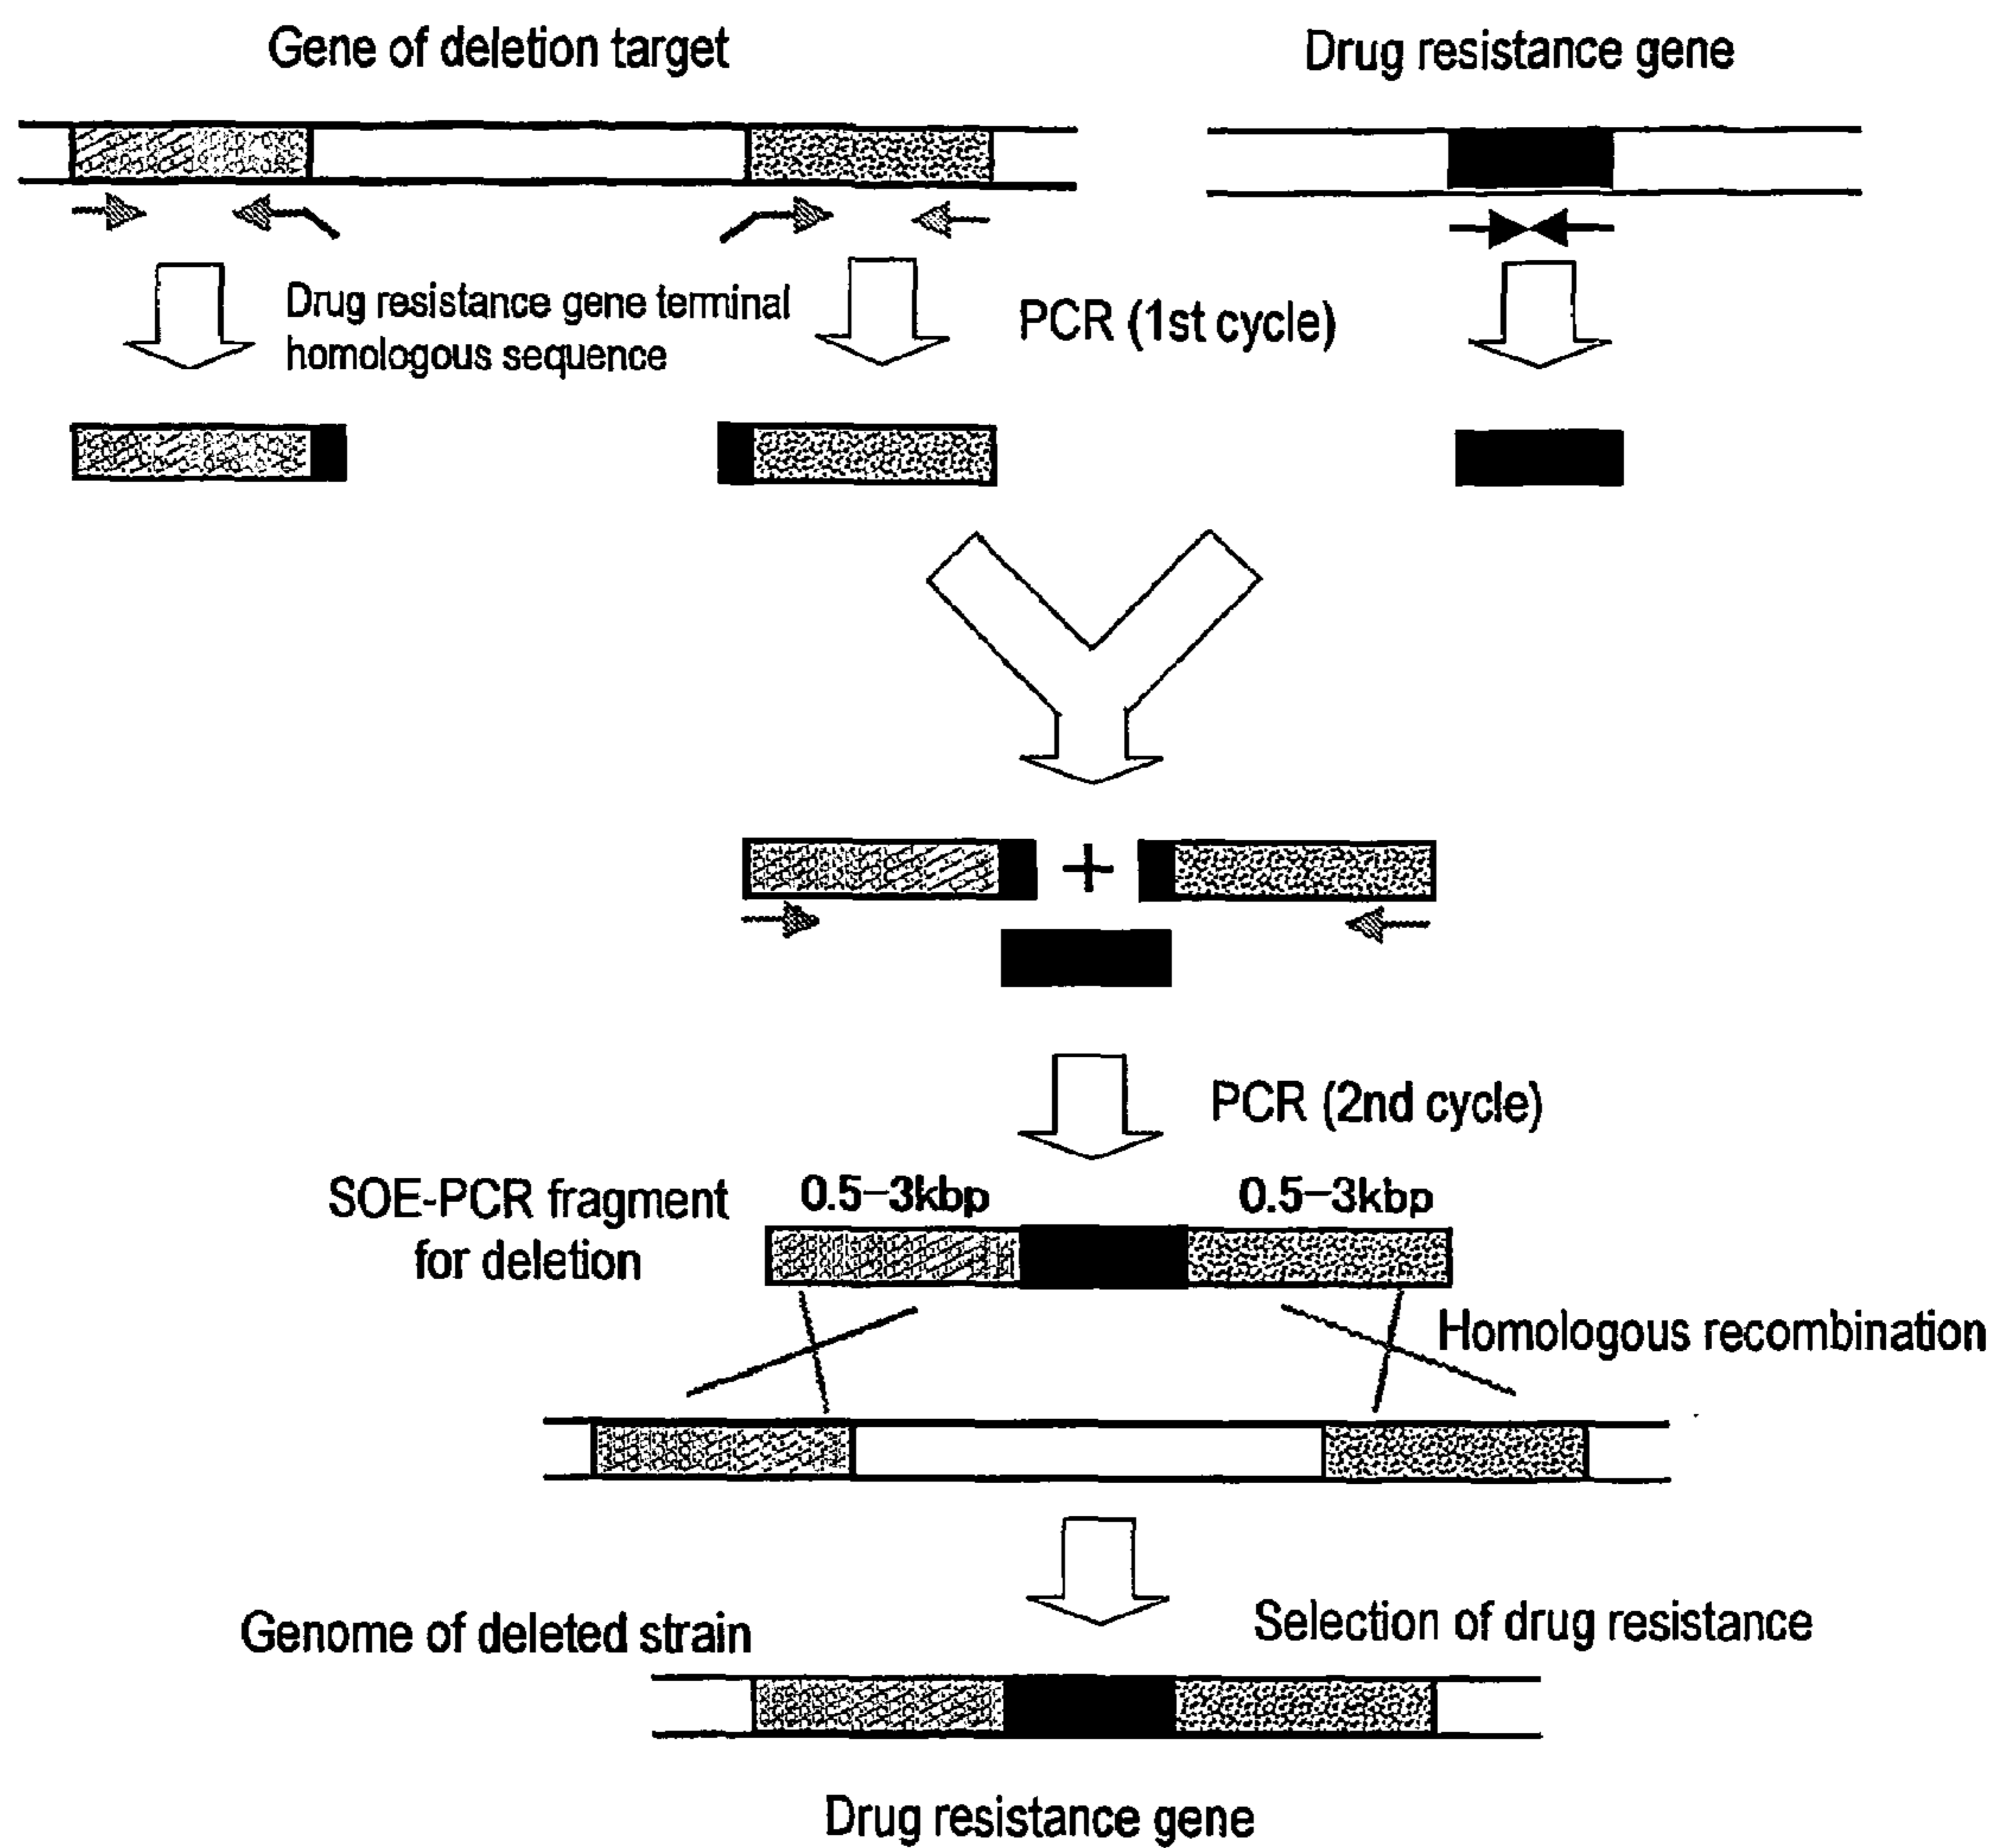 Gene of deletion target
Drug resistance gene
Drug resistance gene terminal
homologous sequence
PCR (1st cycle)
+
PCR (2nd cycle)
SOE-PCR fragment
for deletion
0.5-3kbp
0.5-3kbp
Homologous recombination
Genome of deleted strain
Selection of drug resistance
Drug resistance gene